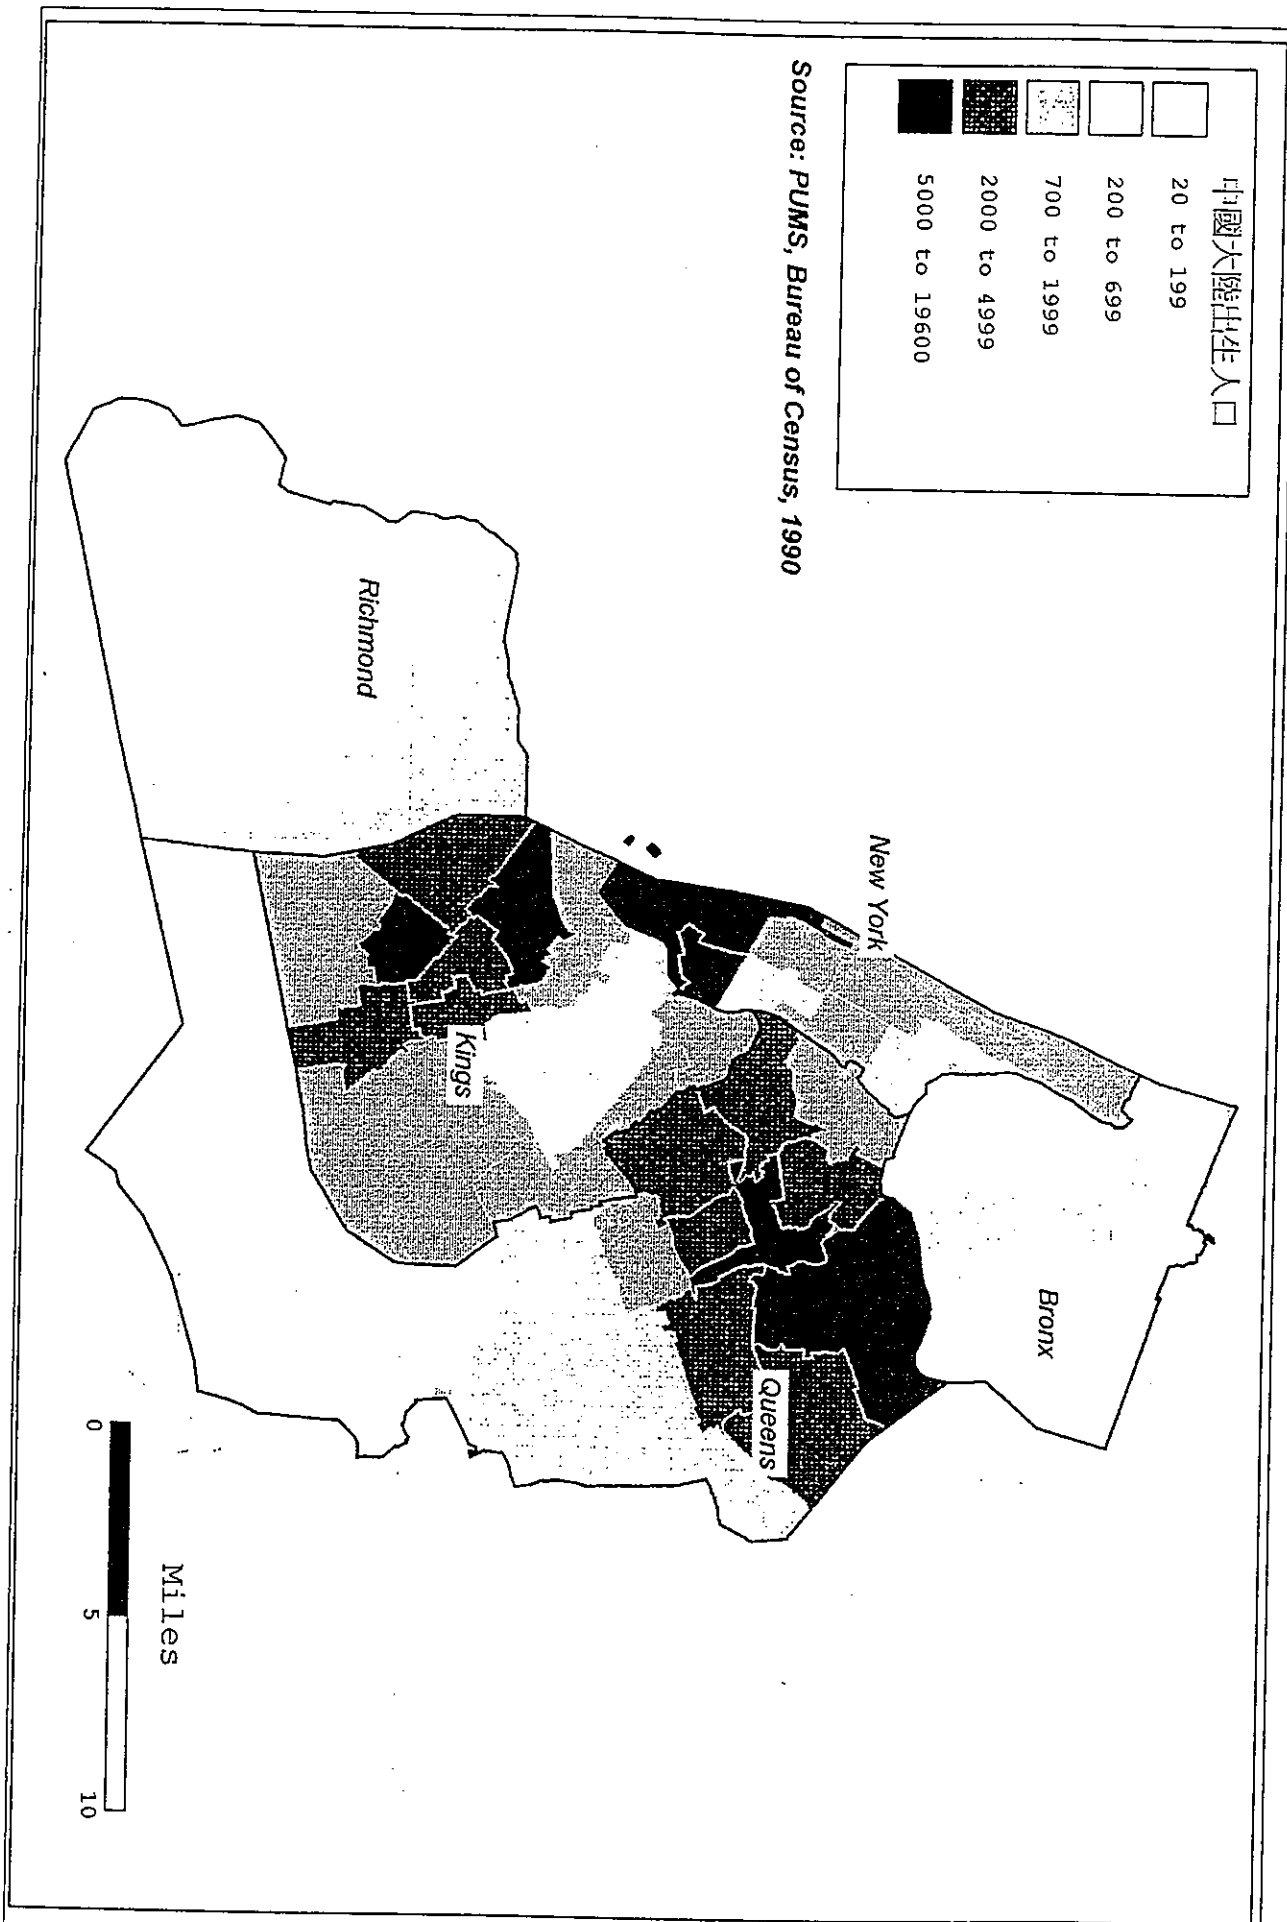 中國大陸出生人口
20 to 199
200 to 699
700 to 1999
2000 to 4999
5000 to 19600
Source: PUMS, Bureau of Census, 1990
New York
Bronx
Queens
Kings
Richmond
Miles
0 5 10